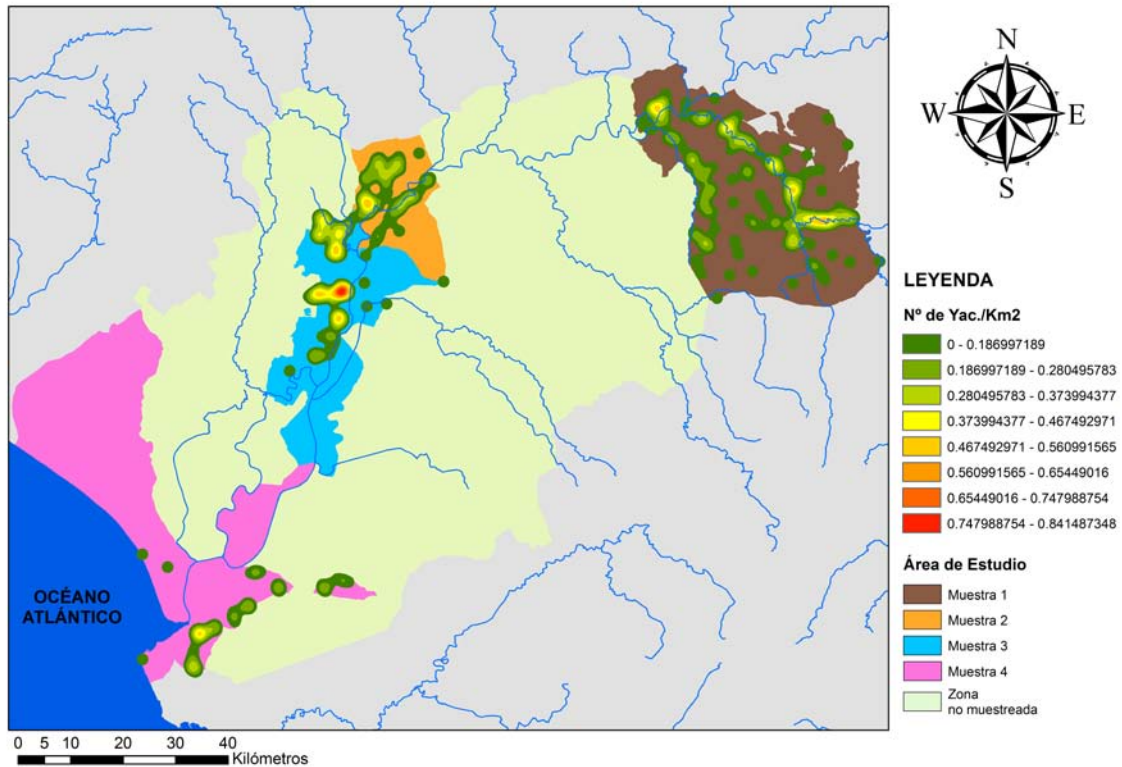 N
W
E
S
LEYENDA
Nº de Yac./Km2
0 - 0.186997189
0.186997189 - 0.280495783
0.280495783 - 0.373994377
0.373994377 - 0.467492971
0.467492971 - 0.560991565
0.560991565 - 0.65449016
0.65449016 - 0.747988754
0.747988754 - 0.841487348
Área de Estudio
Muestra 1
Muestra 2
Muestra 3
Muestra 4
Zona
no muestreada
OCÉANO
ATLÁNTICO
0 5 10 20 30 40
Kilómetros